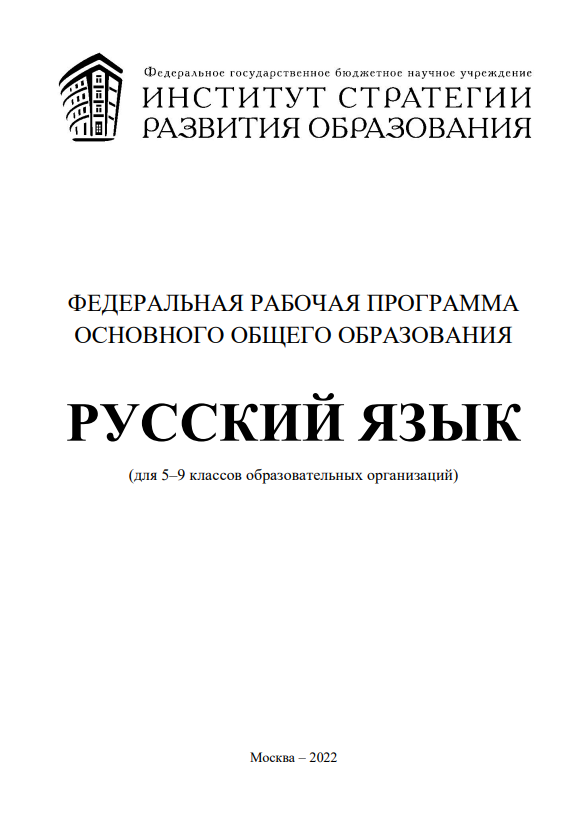 Федеральное государственное бюджетное научное учреждение
ИНСТИТУТ СТРАТЕГИИ
РАЗВИТИЯ ОБРАЗОВАНИЯ
ФЕДЕРАЛЬНАЯ РАБОЧАЯ ПРОГРАММА
ОСНОВНОГО ОБЩЕГО ОБРАЗОВАНИЯ
РУССКИЙ ЯЗЫК
(для 5–9 классов образовательных организаций)
Москва – 2022